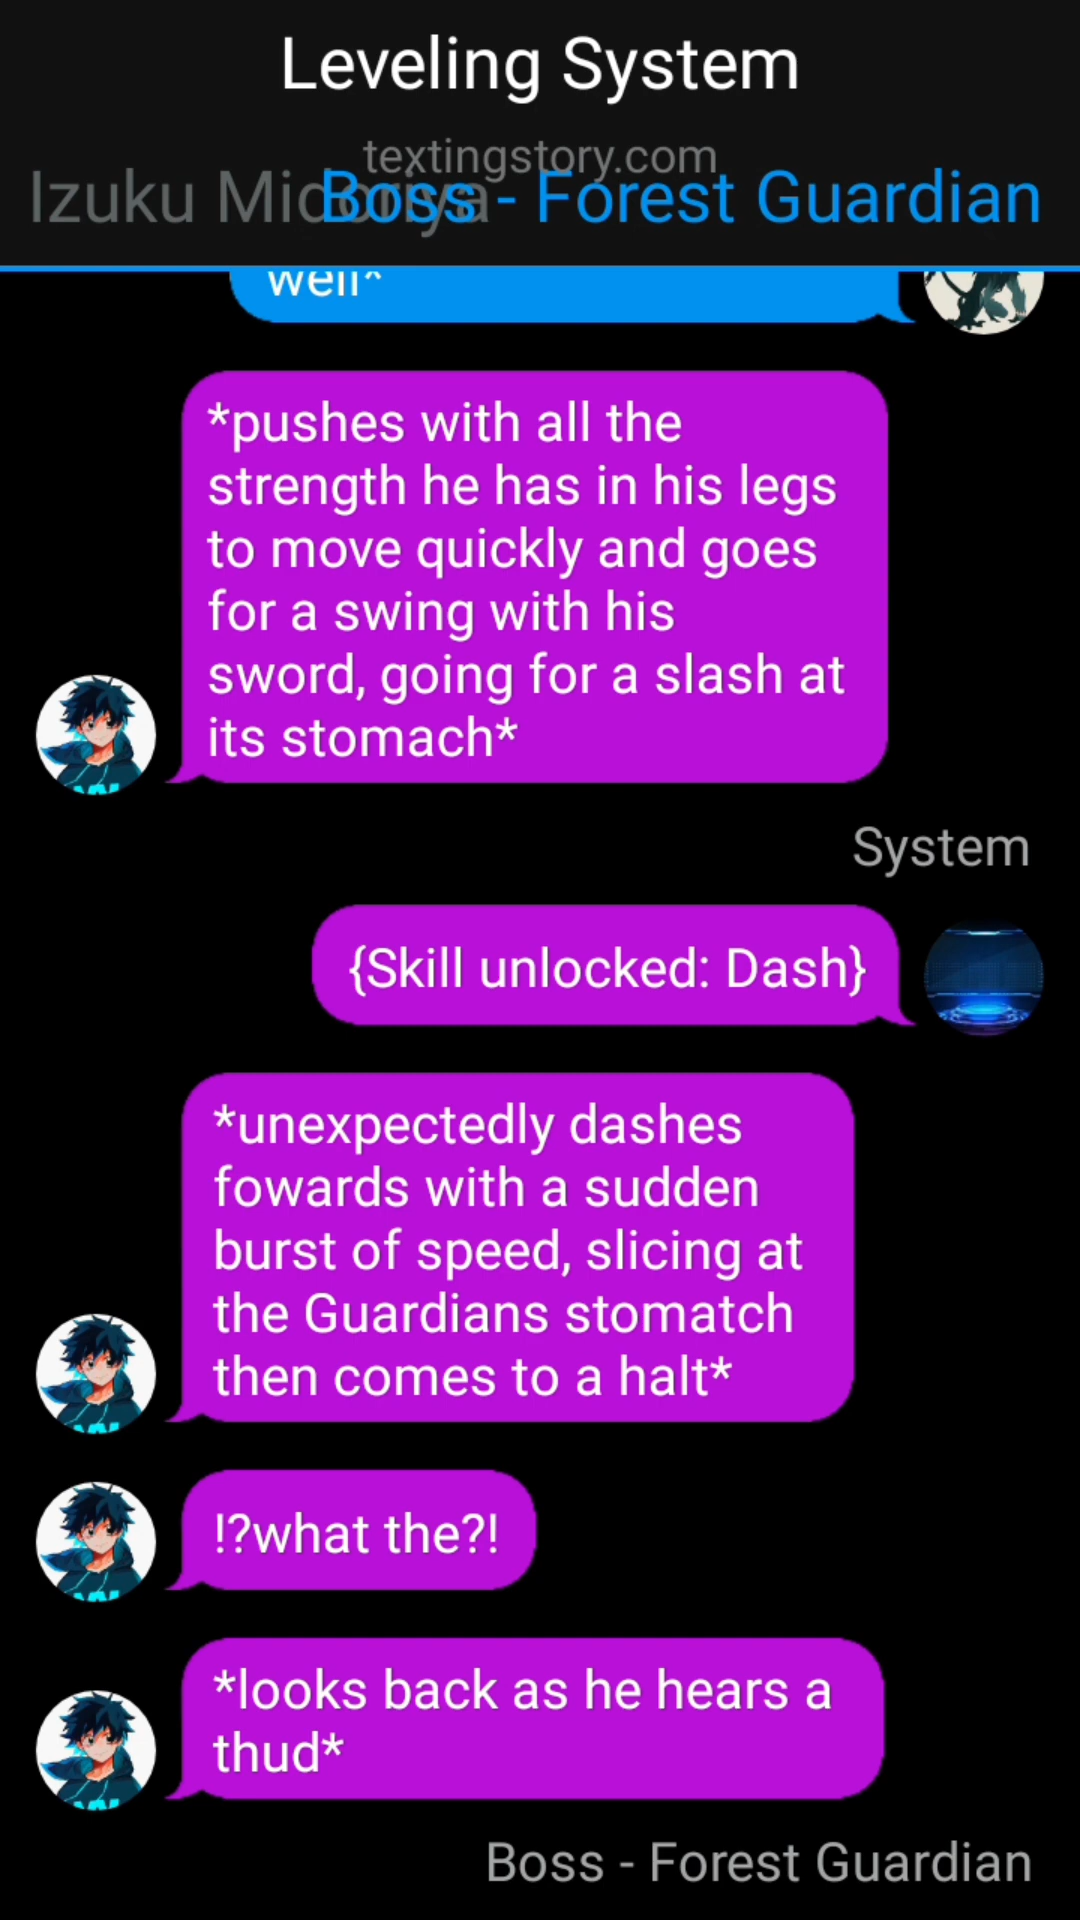 Leveling System
textingstory.com
Izuku Midoriya
Boss - Forest Guardian
well*
*pushes with all the
strength he has in his legs
to move quickly and goes
for a swing with his
sword, going for a slash at
its stomach*
System
{Skill unlocked: Dash}
*unexpectedly dashes
fowards with a sudden
burst of speed, slicing at
the Guardians stomatch
then comes to a halt*
!?what the?!
*looks back as he hears a
thud*
Boss - Forest Guardian